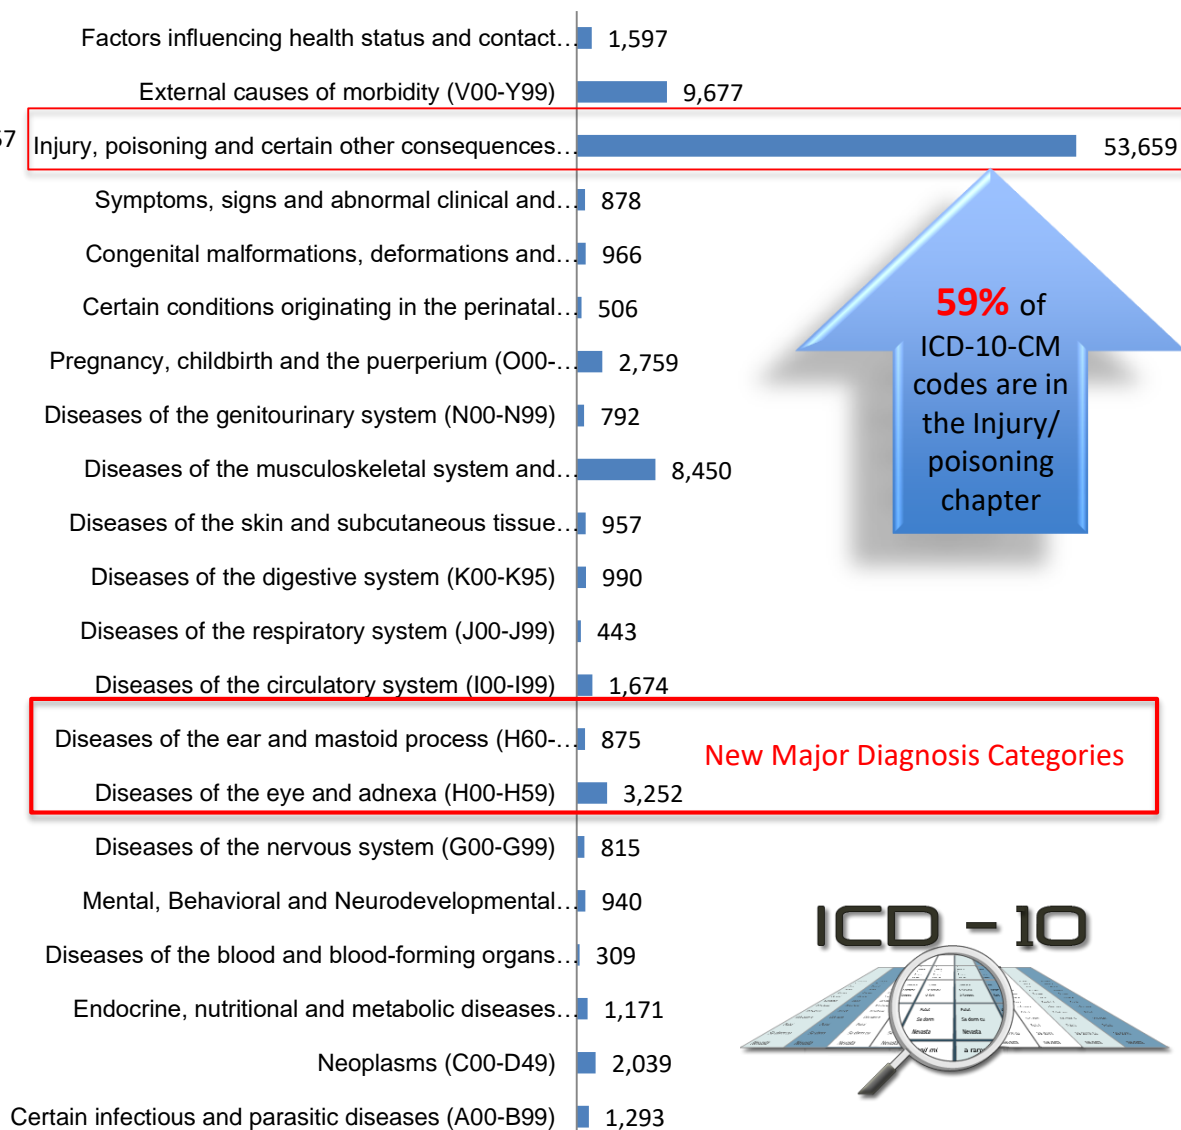 Factors influencing health status and contact… 1,597
External causes of morbidity (V00-Y99) 9,677
57 Injury, poisoning and certain other consequences… 53,659
Symptoms, signs and abnormal clinical and… 878
Congenital malformations, deformations and… 966
Certain conditions originating in the perinatal… 506
Pregnancy, childbirth and the puerperium (O00-… 2,759
Diseases of the genitourinary system (N00-N99) 792
Diseases of the musculoskeletal system and… 8,450
Diseases of the skin and subcutaneous tissue… 957
Diseases of the digestive system (K00-K95) 990
Diseases of the respiratory system (J00-J99) 443
Diseases of the circulatory system (I00-I99) 1,674
Diseases of the ear and mastoid process (H60-… 875
Diseases of the eye and adnexa (H00-H59) 3,252
Diseases of the nervous system (G00-G99) 815
Mental, Behavioral and Neurodevelopmental… 940
Diseases of the blood and blood-forming organs… 309
Endocrine, nutritional and metabolic diseases… 1,171
Neoplasms (C00-D49) 2,039
Certain infectious and parasitic diseases (A00-B99) 1,293
59% of
ICD-10-CM
codes are in
the Injury/
poisoning
chapter
New Major Diagnosis Categories
ICD - 10